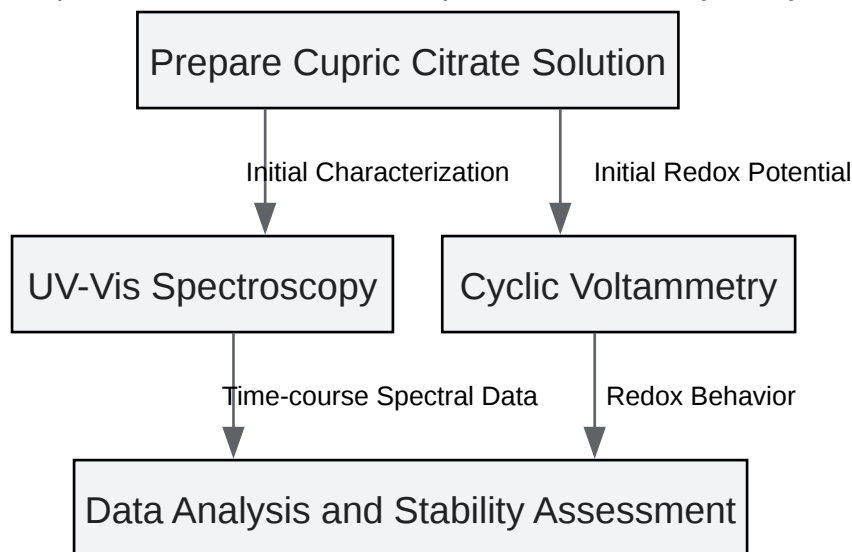 Prepare Cupric Citrate Solution
Initial Characterization
Initial Redox Potential
UV-Vis Spectroscopy
Cyclic Voltammetry
Time-course Spectral Data
Redox Behavior
Data Analysis and Stability Assessment